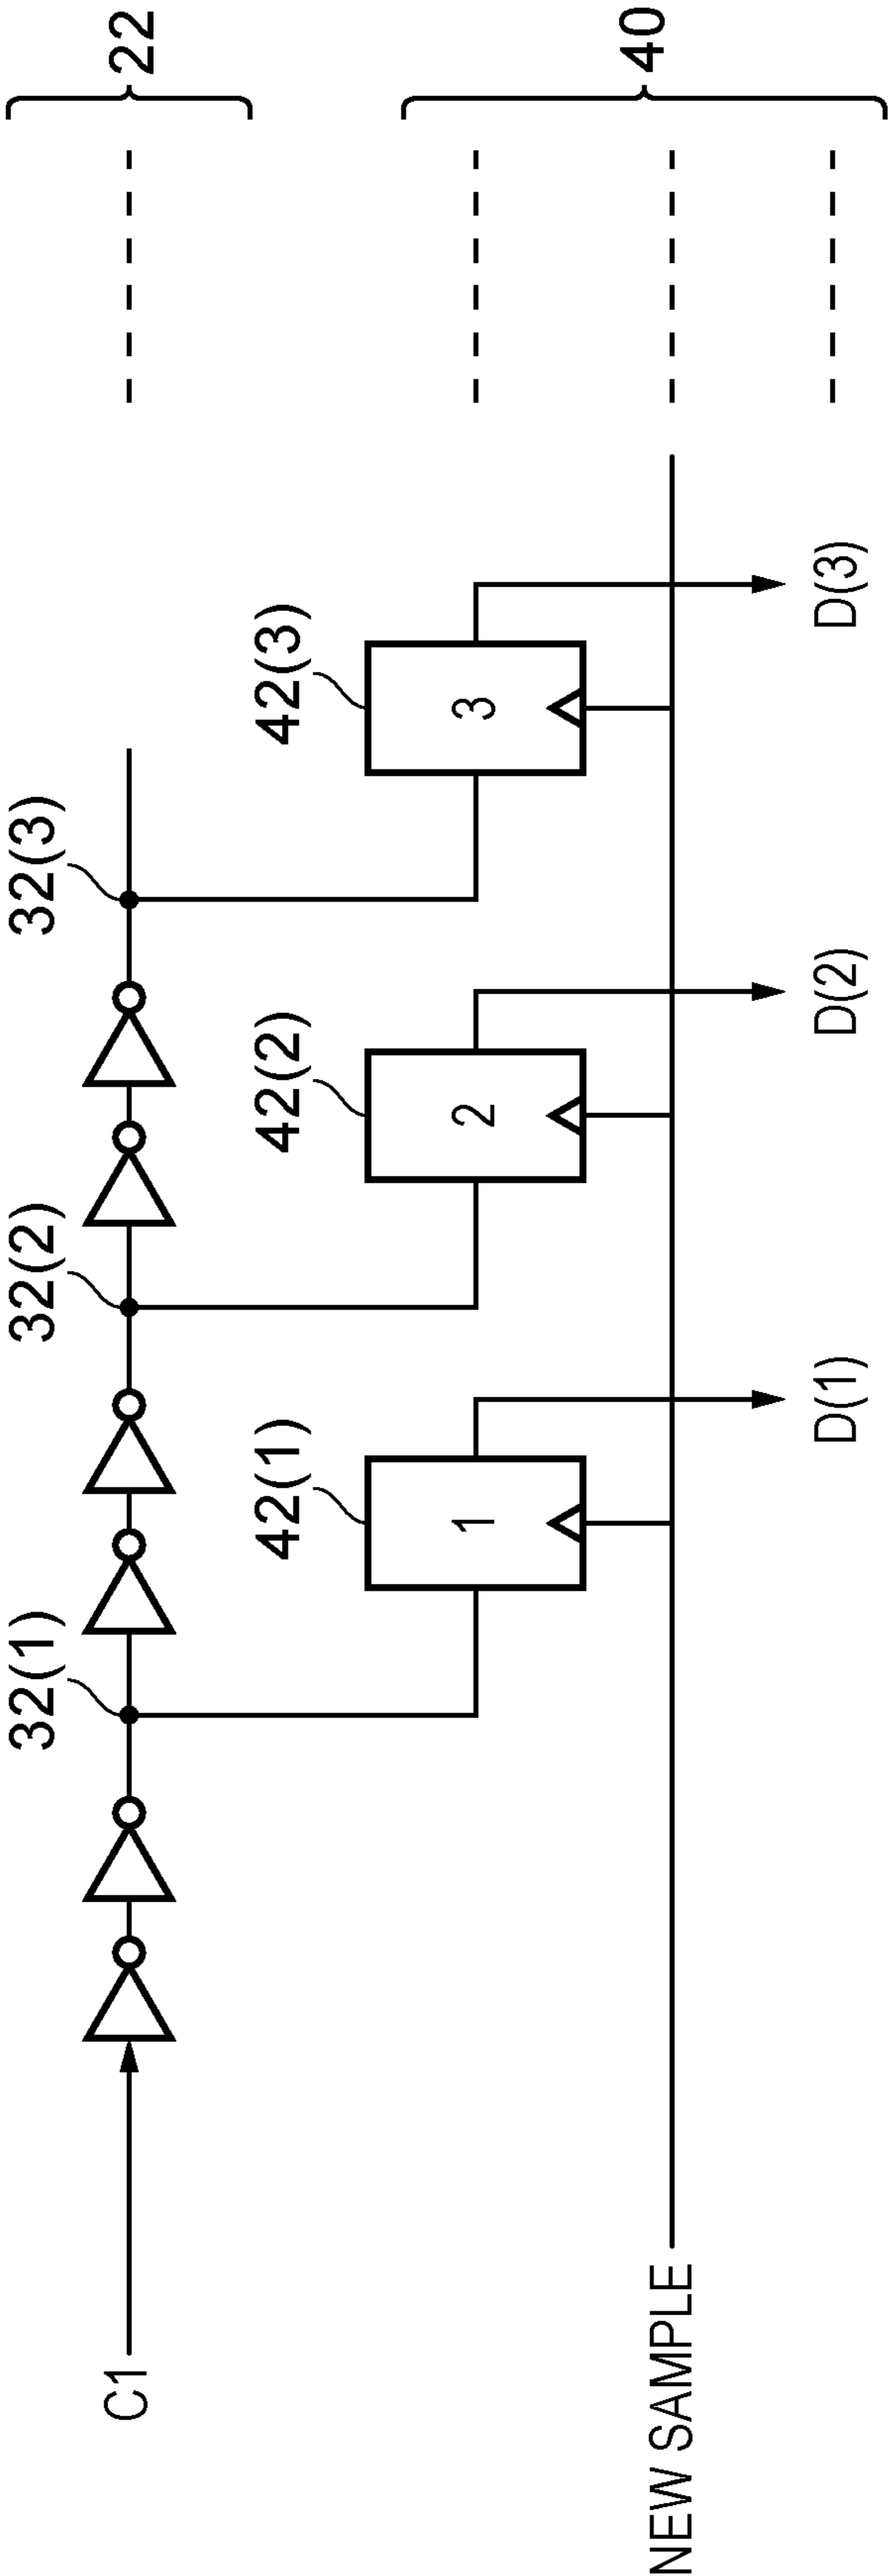 22
32(1)
32(2)
32(3)
C1
42(1)
42(2)
42(3)
40
1
2
3
NEW SAMPLE
D(1)
D(2)
D(3)